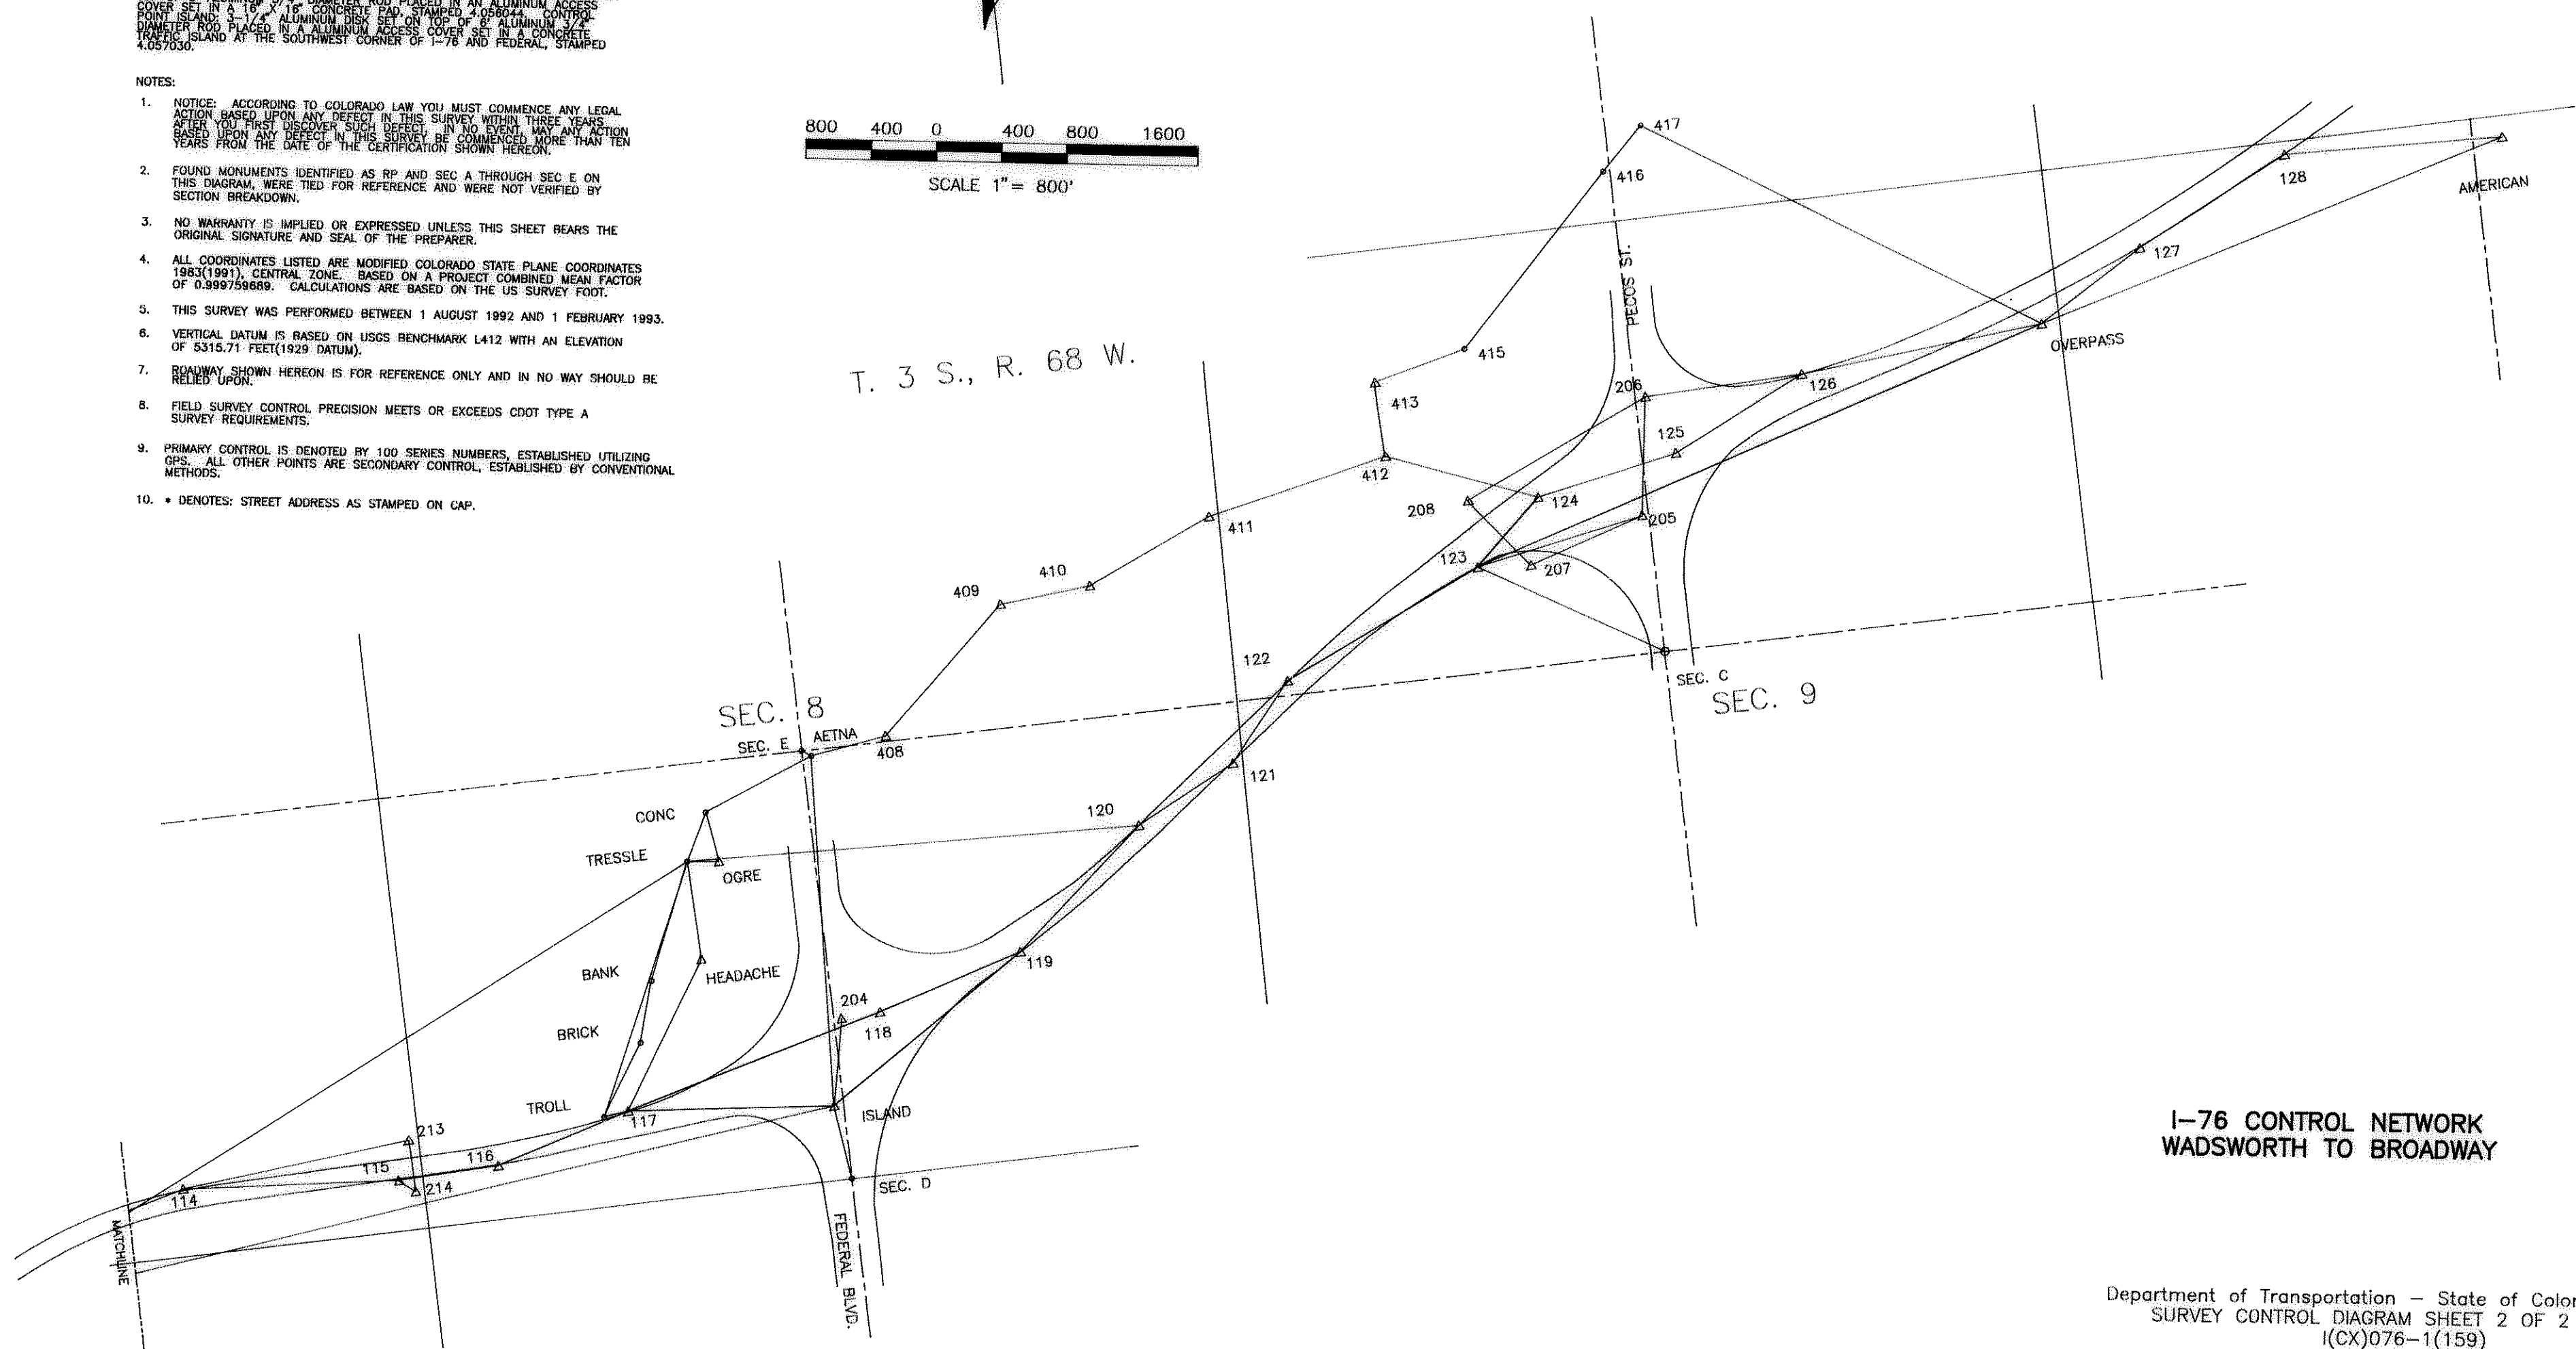 COVER SET IN A 16" X 16" CONCRETE PAD, STAMPED 4.056044. CONTROL
POINT ISLAND: 3-1/4" ALUMINUM DISK SET ON TOP OF 6' ALUMINUM 3/4"
DIAMETER ROD PLACED IN A ALUMINUM ACCESS COVER SET IN A CONCRETE
TRAFFIC ISLAND AT THE SOUTHWEST CORNER OF I-76 AND FEDERAL, STAMPED
4.057030.
NOTES:
1. NOTICE: ACCORDING TO COLORADO LAW YOU MUST COMMENCE ANY LEGAL
ACTION BASED UPON ANY DEFECT IN THIS SURVEY WITHIN THREE YEARS
AFTER YOU FIRST DISCOVER SUCH DEFECT. IN NO EVENT, MAY ANY ACTION
BASED UPON ANY DEFECT IN THIS SURVEY BE COMMENCED MORE THAN TEN
YEARS FROM THE DATE OF THE CERTIFICATION SHOWN HEREON.
2. FOUND MONUMENTS IDENTIFIED AS RP AND SEC A THROUGH SEC E ON
THIS DIAGRAM, WERE TIED FOR REFERENCE AND WERE NOT VERIFIED BY
SECTION BREAKDOWN.
3. NO WARRANTY IS IMPLIED OR EXPRESSED UNLESS THIS SHEET BEARS THE
ORIGINAL SIGNATURE AND SEAL OF THE PREPARER.
4. ALL COORDINATES LISTED ARE MODIFIED COLORADO STATE PLANE COORDINATES
1983(1991), CENTRAL ZONE. BASED ON A PROJECT COMBINED MEAN FACTOR
OF 0.999759689. CALCULATIONS ARE BASED ON THE US SURVEY FOOT.
5. THIS SURVEY WAS PERFORMED BETWEEN 1 AUGUST 1992 AND 1 FEBRUARY 1993.
6. VERTICAL DATUM IS BASED ON USGS BENCHMARK L412 WITH AN ELEVATION
OF 5315.71 FEET(1929 DATUM).
7. ROADWAY SHOWN HEREON IS FOR REFERENCE ONLY AND IN NO WAY SHOULD BE
RELIED UPON.
8. FIELD SURVEY CONTROL PRECISION MEETS OR EXCEEDS CDOT TYPE A
SURVEY REQUIREMENTS.
9. PRIMARY CONTROL IS DENOTED BY 100 SERIES NUMBERS, ESTABLISHED UTILIZING
GPS. ALL OTHER POINTS ARE SECONDARY CONTROL, ESTABLISHED BY CONVENTIONAL
METHODS.
10. * DENOTES: STREET ADDRESS AS STAMPED ON CAP.
800 400 0 400 800 1600
SCALE 1"= 800'
T. 3 S., R. 68 W.
417
416
PECOS ST.
415
413
412
411
410
409
408
128
AMERICAN
127
OVERPASS
126
206
125
124
208
205
123
207
122
SEC. C
SEC. 9
SEC. 8
SEC. E
AETNA
121
120
CONC
TRESSLE
OGRE
BANK
HEADACHE
119
204
118
BRICK
TROLL
117
ISLAND
213
116
115
214
114
SEC. D
MATCHLINE
FEDERAL BLVD.
I-76 CONTROL NETWORK
WADSWORTH TO BROADWAY
Department of Transportation - State of Color
SURVEY CONTROL DIAGRAM SHEET 2 OF 2
I(CX)076-1(159)